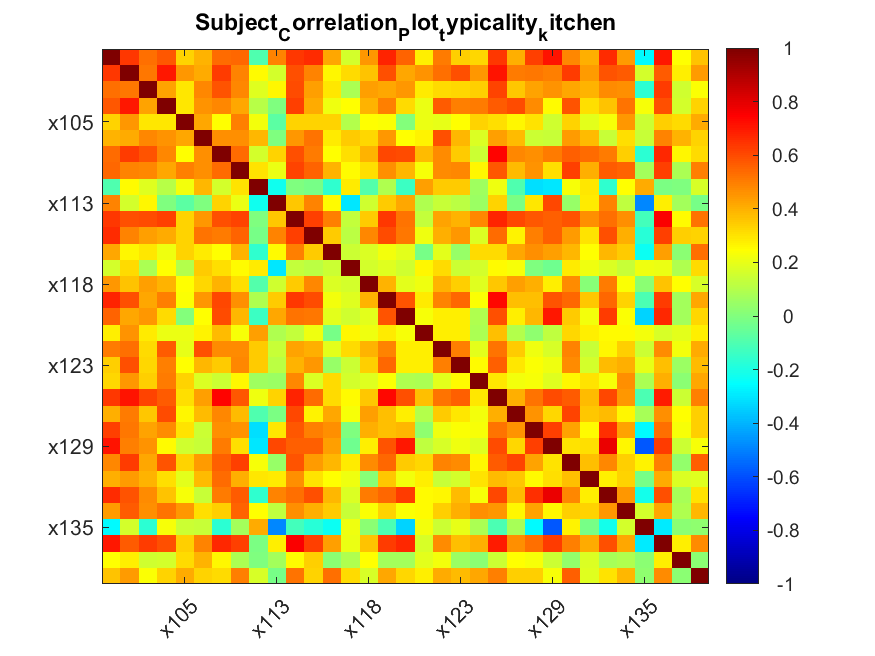 Subject_Correlation_Plot_typicality_kitchen
1
0.8
0.6
0.4
0.2
0
-0.2
-0.4
-0.6
-0.8
-1
x105
x113
x118
x123
x129
x135
x105
x113
x118
x123
x129
x135